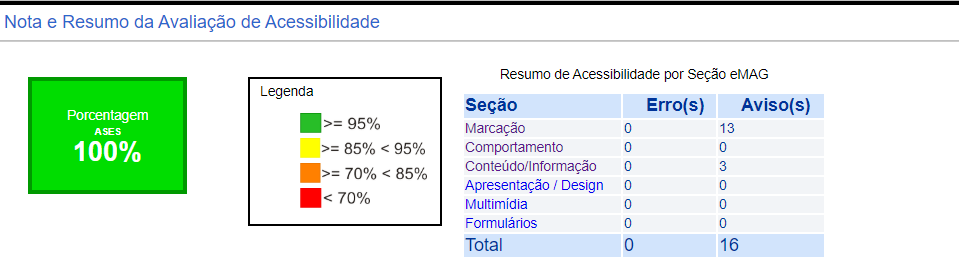 Nota e Resumo da Avaliação de Acessibilidade
Porcentagem
ASES
100%
Legenda
>= 95%
>= 85% < 95%
>= 70% < 85%
< 70%
Resumo de Acessibilidade por Seção eMAG
Seção Erro(s) Aviso(s)
Marcação 0 13
Comportamento 0 0
Conteúdo/Informação 0 3
Apresentação / Design 0 0
Multimídia 0 0
Formulários 0 0
Total 0 16